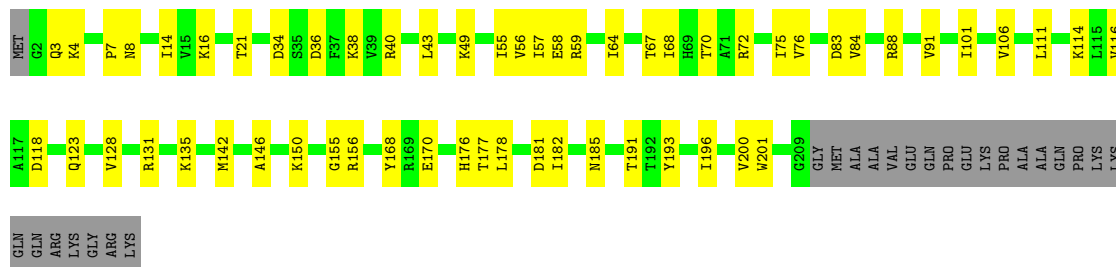 MET G2 Q3 K4 P7 N8 I14 V15 K16 T21 D34 S35 D36 F37 K38 V39 R40 L43 K49 I55 V56 I57 E58 R59 I64 T67 I68 H69 T70 A71 R72 I75 V76 D83 V84 R88 V91 I101 V106 L111 K114 L115 V116
A117 D118 Q123 V128 R131 K135 M142 A146 K150 G155 R156 Y168 R169 E170 H176 T177 L178 D181 I182 N185 T191 T192 Y193 I196 V200 W201 G209 GLY MET ALA ALA VAL GLU GLN PRO GLU LYS PRO ALA ALA GLN PRO LYS LYS
GLN GLN ARG LYS GLY ARG LYS